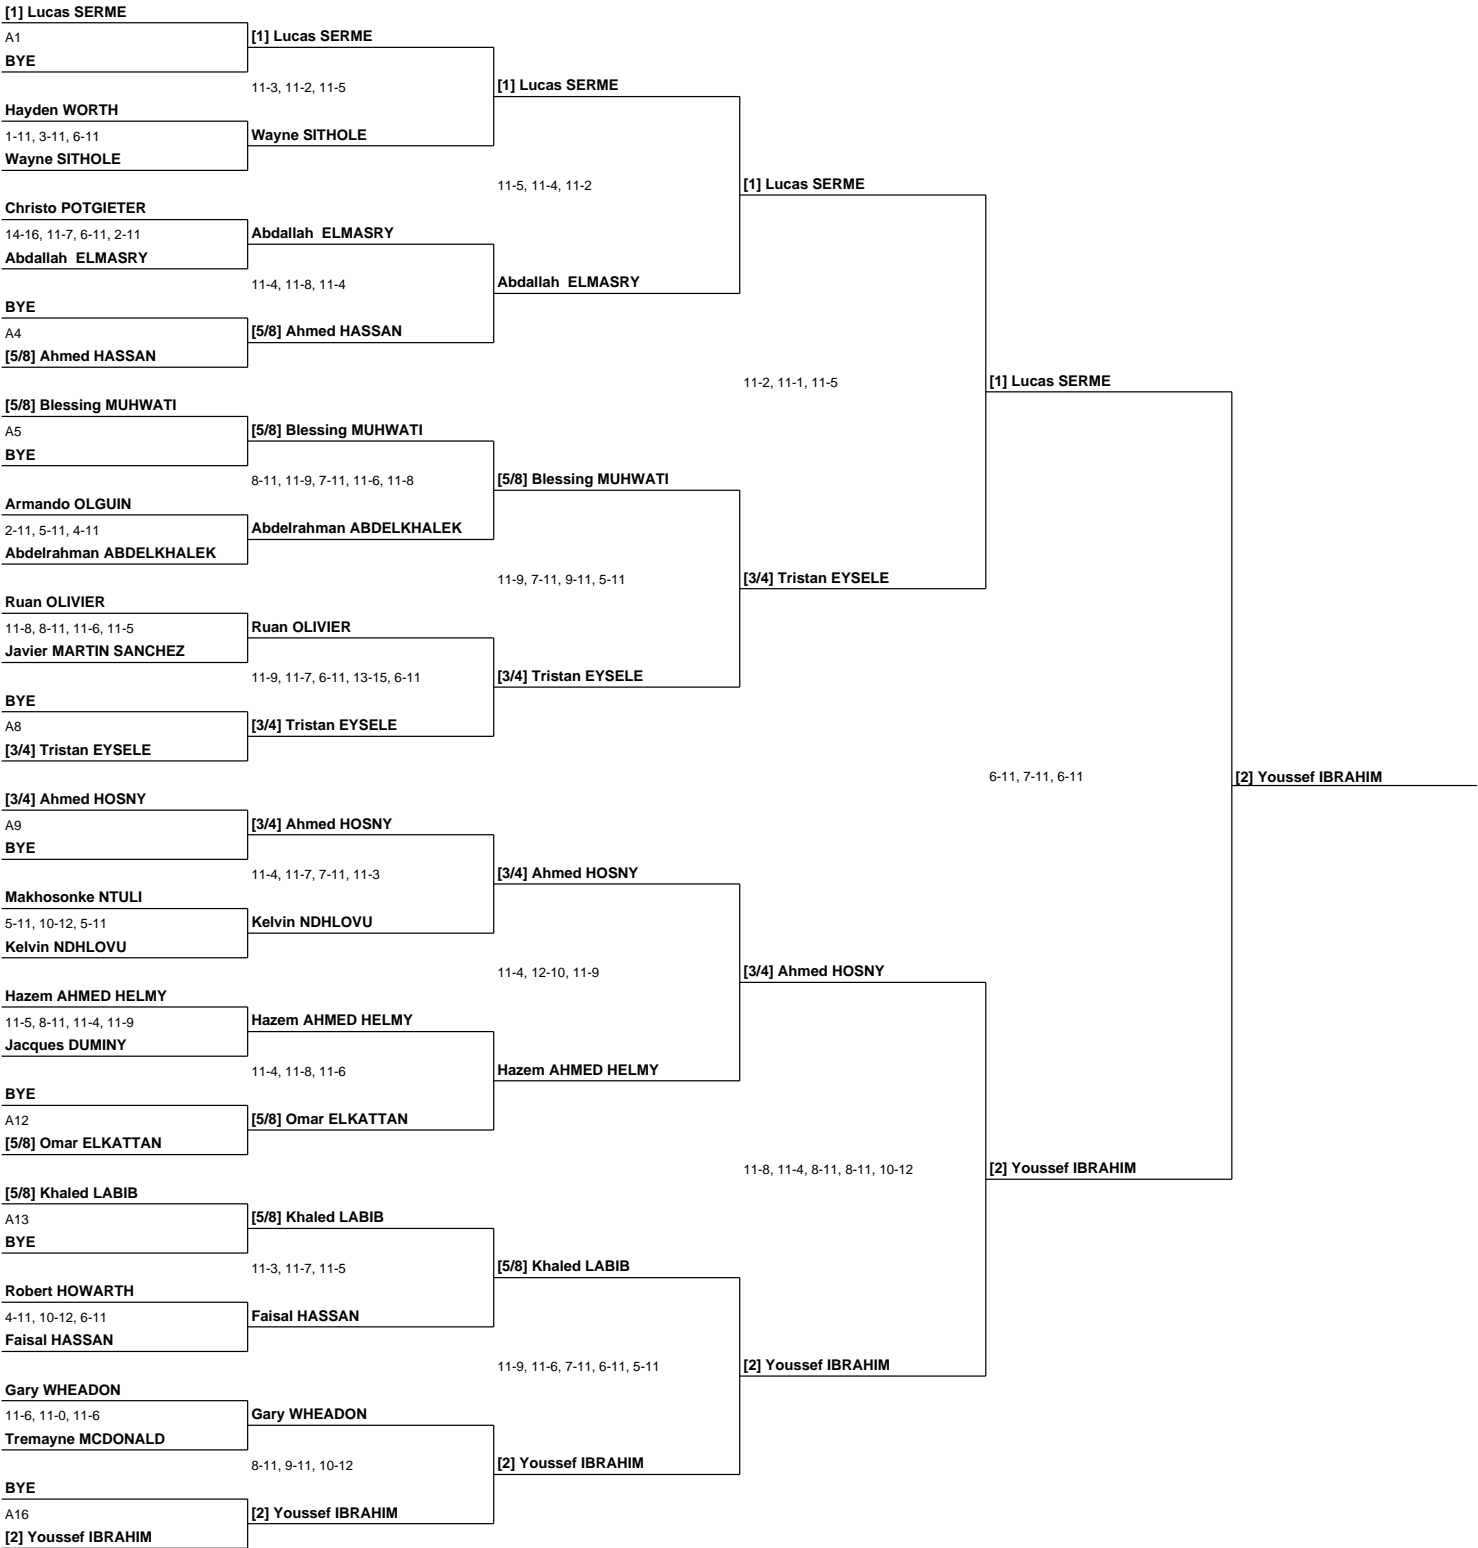 [1] Lucas SERME
A1
[1] Lucas SERME
BYE
11-3, 11-2, 11-5
[1] Lucas SERME
Hayden WORTH
1-11, 3-11, 6-11
Wayne SITHOLE
Wayne SITHOLE
11-5, 11-4, 11-2
[1] Lucas SERME
Christo POTGIETER
14-16, 11-7, 6-11, 2-11
Abdallah  ELMASRY
Abdallah  ELMASRY
11-4, 11-8, 11-4
Abdallah  ELMASRY
BYE
A4
[5/8] Ahmed HASSAN
[5/8] Ahmed HASSAN
11-2, 11-1, 11-5
[1] Lucas SERME
[5/8] Blessing MUHWATI
A5
[5/8] Blessing MUHWATI
BYE
8-11, 11-9, 7-11, 11-6, 11-8
[5/8] Blessing MUHWATI
Armando OLGUIN
2-11, 5-11, 4-11
Abdelrahman ABDELKHALEK
Abdelrahman ABDELKHALEK
11-9, 7-11, 9-11, 5-11
[3/4] Tristan EYSELE
Ruan OLIVIER
11-8, 8-11, 11-6, 11-5
Ruan OLIVIER
Javier MARTIN SANCHEZ
11-9, 11-7, 6-11, 13-15, 6-11
[3/4] Tristan EYSELE
BYE
A8
[3/4] Tristan EYSELE
[3/4] Tristan EYSELE
6-11, 7-11, 6-11
[2] Youssef IBRAHIM
[3/4] Ahmed HOSNY
A9
[3/4] Ahmed HOSNY
BYE
11-4, 11-7, 7-11, 11-3
[3/4] Ahmed HOSNY
Makhosonke NTULI
5-11, 10-12, 5-11
Kelvin NDHLOVU
Kelvin NDHLOVU
11-4, 12-10, 11-9
[3/4] Ahmed HOSNY
Hazem AHMED HELMY
11-5, 8-11, 11-4, 11-9
Hazem AHMED HELMY
Jacques DUMINY
11-4, 11-8, 11-6
Hazem AHMED HELMY
BYE
A12
[5/8] Omar ELKATTAN
[5/8] Omar ELKATTAN
11-8, 11-4, 8-11, 8-11, 10-12
[2] Youssef IBRAHIM
[5/8] Khaled LABIB
A13
[5/8] Khaled LABIB
BYE
11-3, 11-7, 11-5
[5/8] Khaled LABIB
Robert HOWARTH
4-11, 10-12, 6-11
Faisal HASSAN
Faisal HASSAN
11-9, 11-6, 7-11, 6-11, 5-11
[2] Youssef IBRAHIM
Gary WHEADON
11-6, 11-0, 11-6
Gary WHEADON
Tremayne MCDONALD
8-11, 9-11, 10-12
[2] Youssef IBRAHIM
BYE
A16
[2] Youssef IBRAHIM
[2] Youssef IBRAHIM